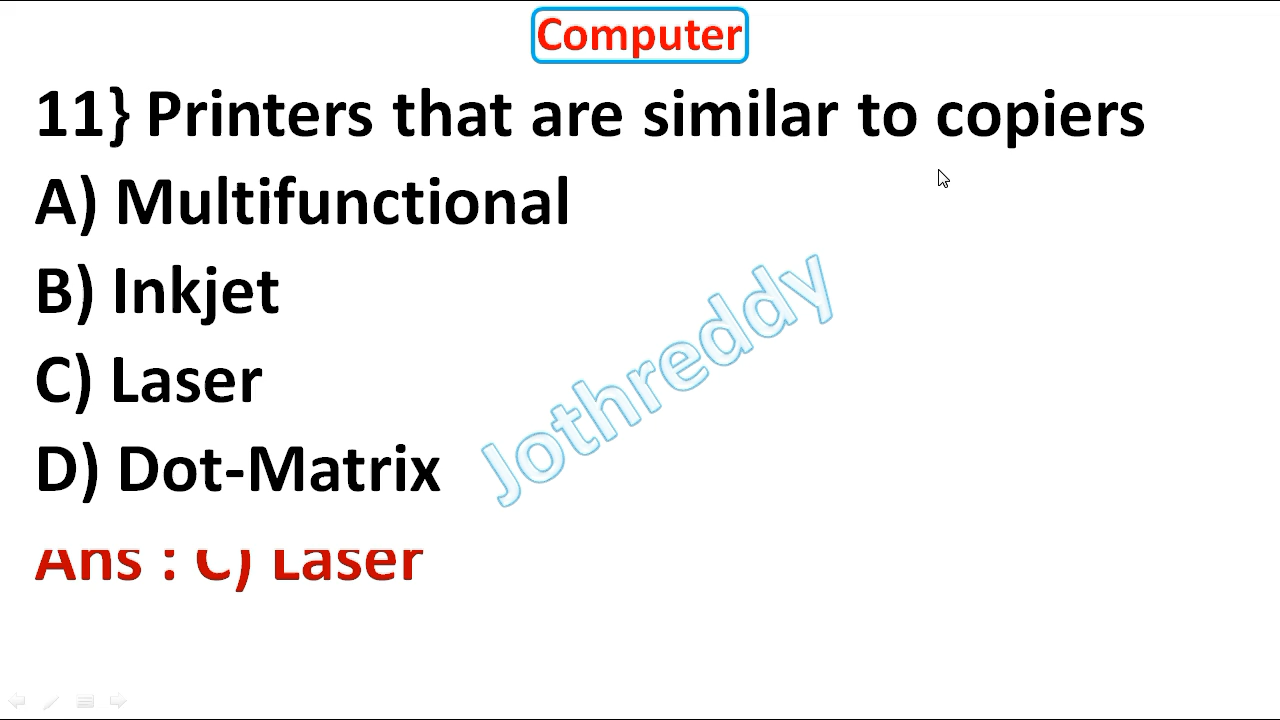 Computer
11} Printers that are similar to copiers
A) Multifunctional
B) Inkjet
C) Laser
D) Dot-Matrix
Ans : C) Laser
Jothreddy